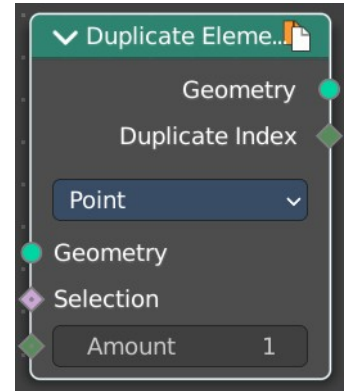 Duplicate Eleme...
Geometry
Duplicate Index
Point
Geometry
Selection
Amount 1